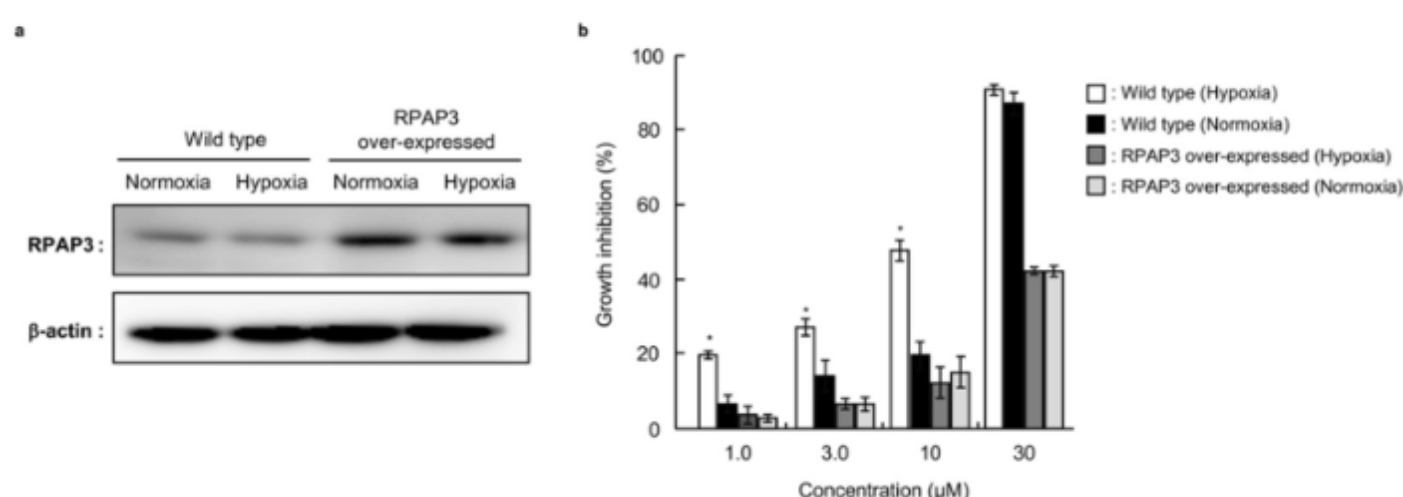 a
Wild type
RPAP3
over-expressed
Normoxia Hypoxia Normoxia Hypoxia
RPAP3 :
β-actin :
b
100
80
60
40
20
0
Growth inhibition (%)
* * *
1.0 3.0 10 30
Concentration (μM)
: Wild type (Hypoxia)
: Wild type (Normoxia)
: RPAP3 over-expressed (Hypoxia)
: RPAP3 over-expressed (Normoxia)